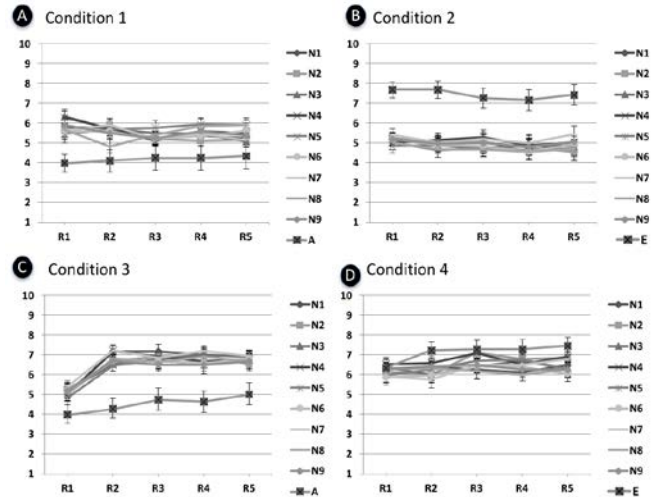 A Condition 1
10
9
8
7
6
5
4
3
2
1
R1 R2 R3 R4 R5
N1
N2
N3
N4
N5
N6
N7
N8
N9
A
B Condition 2
10
9
8
7
6
5
4
3
2
1
R1 R2 R3 R4 R5
N1
N2
N3
N4
N5
N6
N7
N8
N9
E
C Condition 3
10
9
8
7
6
5
4
3
2
1
R1 R2 R3 R4 R5
N1
N2
N3
N4
N5
N6
N7
N8
N9
A
D Condition 4
10
9
8
7
6
5
4
3
2
1
R1 R2 R3 R4 R5
N1
N2
N3
N4
N5
N6
N7
N8
N9
E